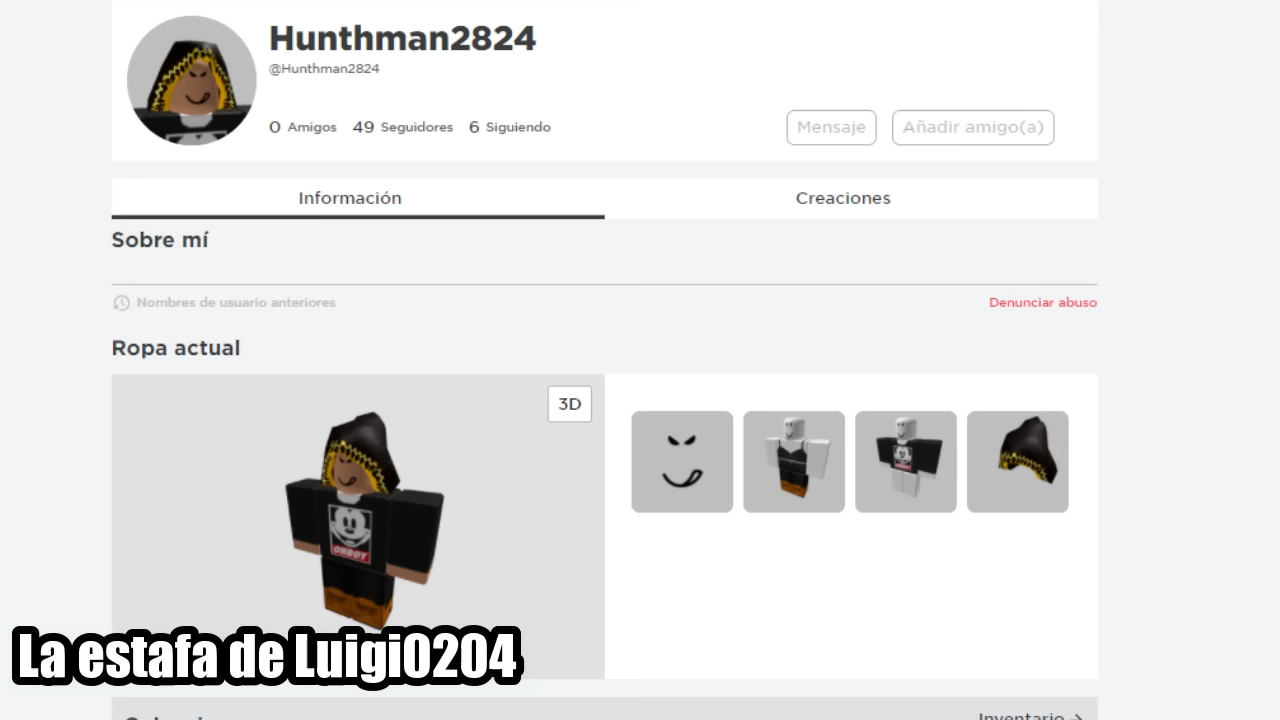 Hunthman2824
@Hunthman2824
0 Amigos 49 Seguidores 6 Siguiendo
Mensaje
Añadir amigo(a)
Información
Creaciones
Sobre mí
Nombres de usuario anteriores
Denunciar abuso
Ropa actual
3D
OHBOY
La estafa de Luigi0204
Inventario →